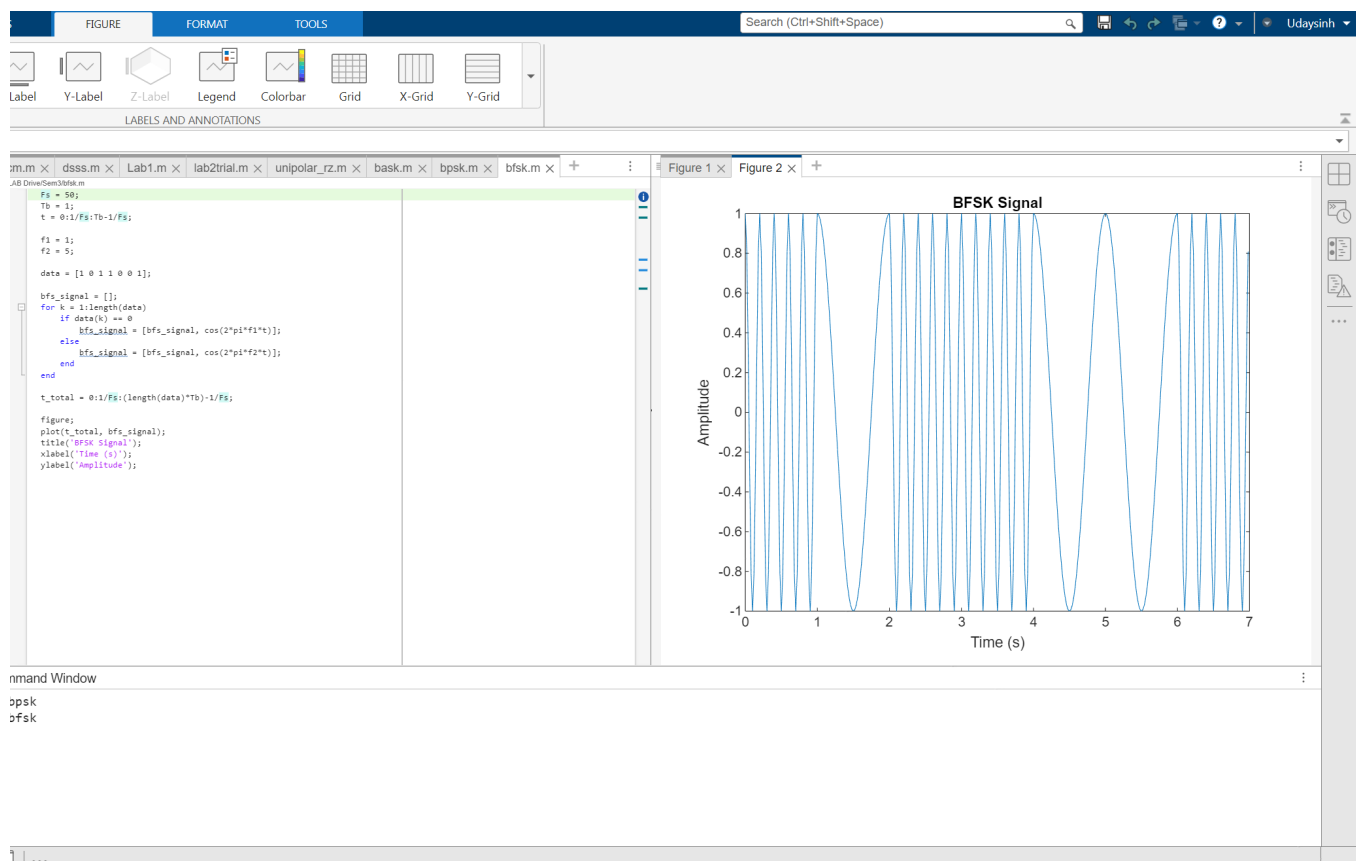 FIGURE FORMAT TOOLS Search (Ctrl+Shift+Space) Udaysinh
Label Y-Label Z-Label Legend Colorbar Grid X-Grid Y-Grid
LABELS AND ANNOTATIONS
cm.m dsss.m Lab1.m lab2trial.m unipolar_rz.m bask.m bpsk.m bfsk.m
LAB Drive/Sem3/bfsk.m
Fs = 50;
Tb = 1;
t = 0:1/Fs:Tb-1/Fs;
f1 = 1;
f2 = 5;
data = [1 0 1 1 0 0 1];
bfs_signal = [];
for k = 1:length(data)
if data(k) == 0
bfs_signal = [bfs_signal, cos(2*pi*f1*t)];
else
bfs_signal = [bfs_signal, cos(2*pi*f2*t)];
end
end
t_total = 0:1/Fs:(length(data)*Tb)-1/Fs;
figure;
plot(t_total, bfs_signal);
title('BFSK Signal');
xlabel('Time (s)');
ylabel('Amplitude');
Figure 1 Figure 2
BFSK Signal
1
0.8
0.6
0.4
0.2
0
-0.2
-0.4
-0.6
-0.8
-1
Amplitude
0 1 2 3 4 5 6 7
Time (s)
mmand Window
bpsk
bfsk